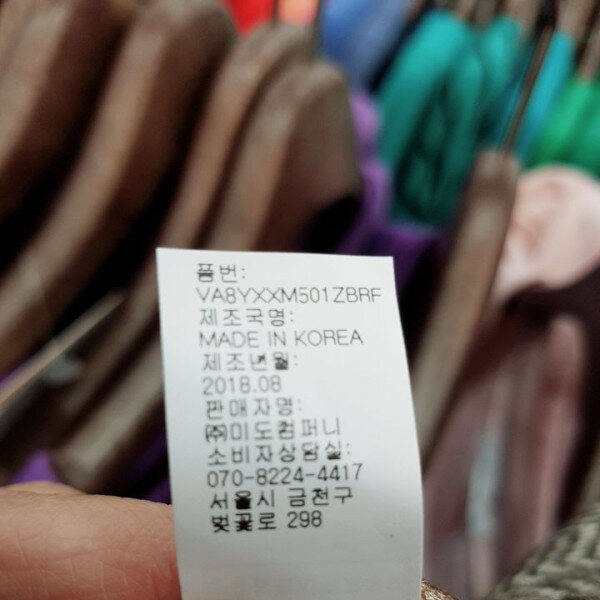 품번:
VA8YXXM501ZBRF
제조국명:
MADE IN KOREA
제조년월:
2018.08
판매자명:
㈜미도컴퍼니
소비자상담실:
070-8224-4417
서울시 금천구
벚꽃로 298